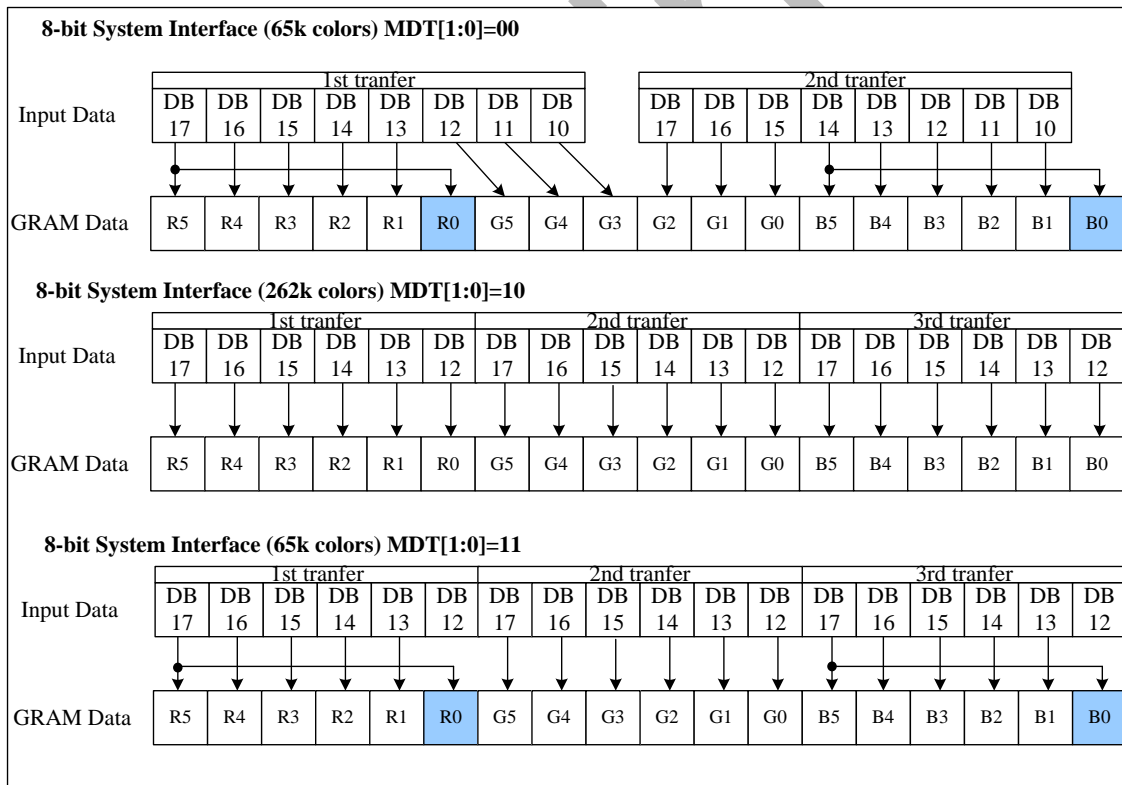 8-bit System Interface (65k colors) MDT[1:0]=00
1st tranfer 2nd tranfer
Input Data DB 17 DB 16 DB 15 DB 14 DB 13 DB 12 DB 11 DB 10 DB 17 DB 16 DB 15 DB 14 DB 13 DB 12 DB 11 DB 10
GRAM Data R5 R4 R3 R2 R1 R0 G5 G4 G3 G2 G1 G0 B5 B4 B3 B2 B1 B0
8-bit System Interface (262k colors) MDT[1:0]=10
1st tranfer 2nd tranfer 3rd tranfer
Input Data DB 17 DB 16 DB 15 DB 14 DB 13 DB 12 DB 17 DB 16 DB 15 DB 14 DB 13 DB 12 DB 17 DB 16 DB 15 DB 14 DB 13 DB 12
GRAM Data R5 R4 R3 R2 R1 R0 G5 G4 G3 G2 G1 G0 B5 B4 B3 B2 B1 B0
8-bit System Interface (65k colors) MDT[1:0]=11
1st tranfer 2nd tranfer 3rd tranfer
Input Data DB 17 DB 16 DB 15 DB 14 DB 13 DB 12 DB 17 DB 16 DB 15 DB 14 DB 13 DB 12 DB 17 DB 16 DB 15 DB 14 DB 13 DB 12
GRAM Data R5 R4 R3 R2 R1 R0 G5 G4 G3 G2 G1 G0 B5 B4 B3 B2 B1 B0